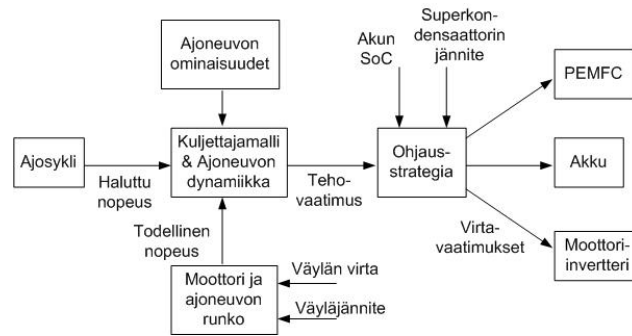 Ajoneuvon
ominaisuudet
Akun
SoC
Superkon-
densaattorin
jännite
PEMFC
Ajosykli
Haluttu
nopeus
Kuljettajamalli
& Ajoneuvon
dynamiikka
Teho-
vaatimus
Ohjaus-
strategia
Akku
Todellinen
nopeus
Virta-
vaatimukset
Moottori-
invertteri
Moottori ja
ajoneuvon
runko
Väylän virta
Väyläjännite